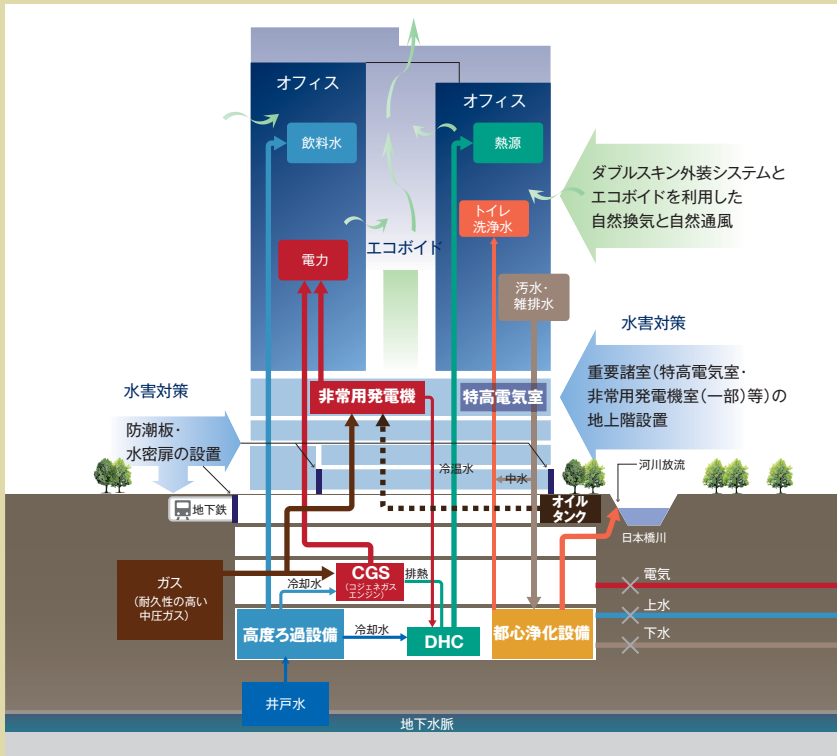 オフィス
オフィス
飲料水
熱源
ダブルスキン外装システムと
エコボイドを利用した
自然換気と自然通風
トイレ
洗浄水
エコボイド
電力
汚水・
雑排水
水害対策
重要諸室(特高電気室・
非常用発電機室(一部)等)の
地上階設置
水害対策
防潮板・
水密扉の設置
非常用発電機
特高電気室
冷温水
中水
河川放流
地下鉄
オイル
タンク
日本橋川
ガス
(耐久性の高い
中圧ガス)
冷却水
CGS
(コジェネガス
エンジン)
排熱
電気
上水
下水
高度ろ過設備
冷却水
DHC
都心浄化設備
井戸水
地下水脈